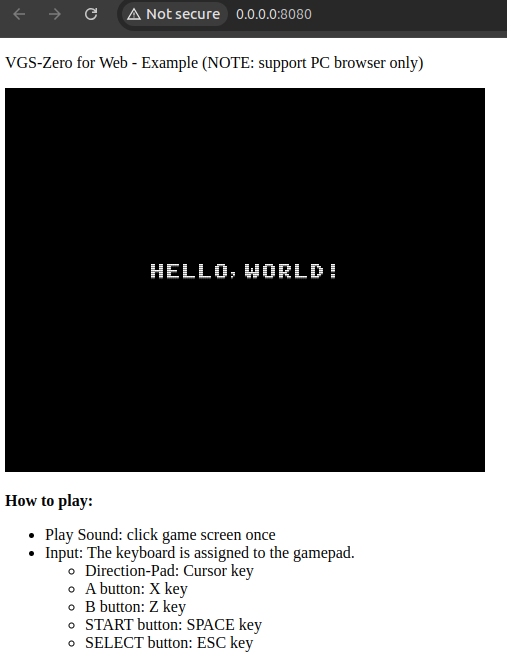 Not secure 0.0.0.0:8080
VGS-Zero for Web - Example (NOTE: support PC browser only)
HELLO, WORLD!
How to play:
• Play Sound: click game screen once
• Input: The keyboard is assigned to the gamepad.
◦ Direction-Pad: Cursor key
◦ A button: X key
◦ B button: Z key
◦ START button: SPACE key
◦ SELECT button: ESC key